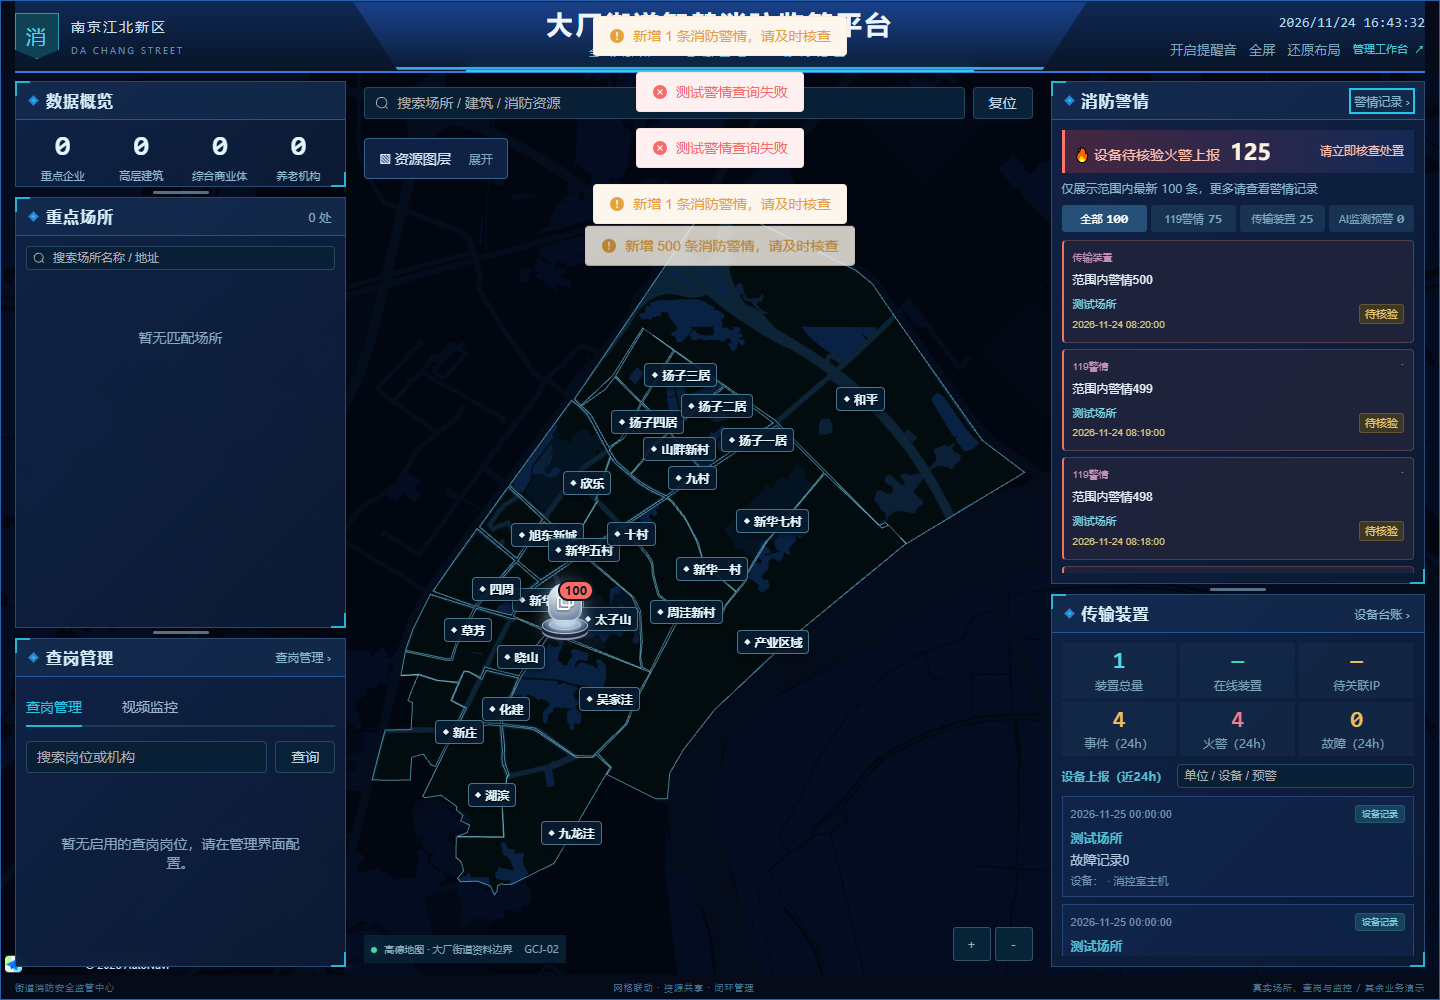 消
南京江北新区
DA CHANG STREET
平台
2026/11/24 16:43:32
开启提醒音 全屏 还原布局 管理工作台 ↗
新增 1 条消防警情，请及时核查
测试警情查询失败
测试警情查询失败
新增 1 条消防警情，请及时核查
新增 500 条消防警情，请及时核查
数据概览
0 0 0 0
重点企业 高层建筑 综合商业体 养老机构
重点场所 0 处
搜索场所名称 / 地址
暂无匹配场所
查岗管理 查岗管理 ›
查岗管理 视频监控
搜索岗位或机构 查询
暂无启用的查岗岗位，请在管理界面配
置。
搜索场所 / 建筑 / 消防资源 复位
资源图层 展开
扬子三居
和平
扬子二居
扬子四居
扬子一居
山畔新村
九村
欣乐
新华七村
旭东新城
十村
新华五村
新华一村
四周
新华
100
周洼新村
太子山
草芳
产业区域
晓山
吴家洼
化建
新庄
湖滨
九龙洼
高德地图 · 大厂街道资料边界 GCJ-02
+ -
消防警情 警情记录 ›
设备待核验火警上报 125 请立即核查处置
仅展示范围内最新 100 条，更多请查看警情记录
全部 100 119警情 75 传输装置 25 AI监测预警 0
传输装置
范围内警情500
测试场所
2026-11-24 08:20:00 待核验
119警情
范围内警情499
测试场所
2026-11-24 08:19:00 待核验
119警情
范围内警情498
测试场所
2026-11-24 08:18:00 待核验
传输装置 设备台账 ›
1 — —
装置总量 在线装置 待关联IP
4 4 0
事件（24h） 火警（24h） 故障（24h）
设备上报（近24h） 单位 / 设备 / 预警
2026-11-25 00:00:00 设备记录
测试场所
故障记录0
设备： · 消控室主机
2026-11-25 00:00:00 设备记录
测试场所
街道消防安全监管中心
网格联动 · 资源共享 · 闭环管理
真实场所、查岗与监控 / 其余业务演示